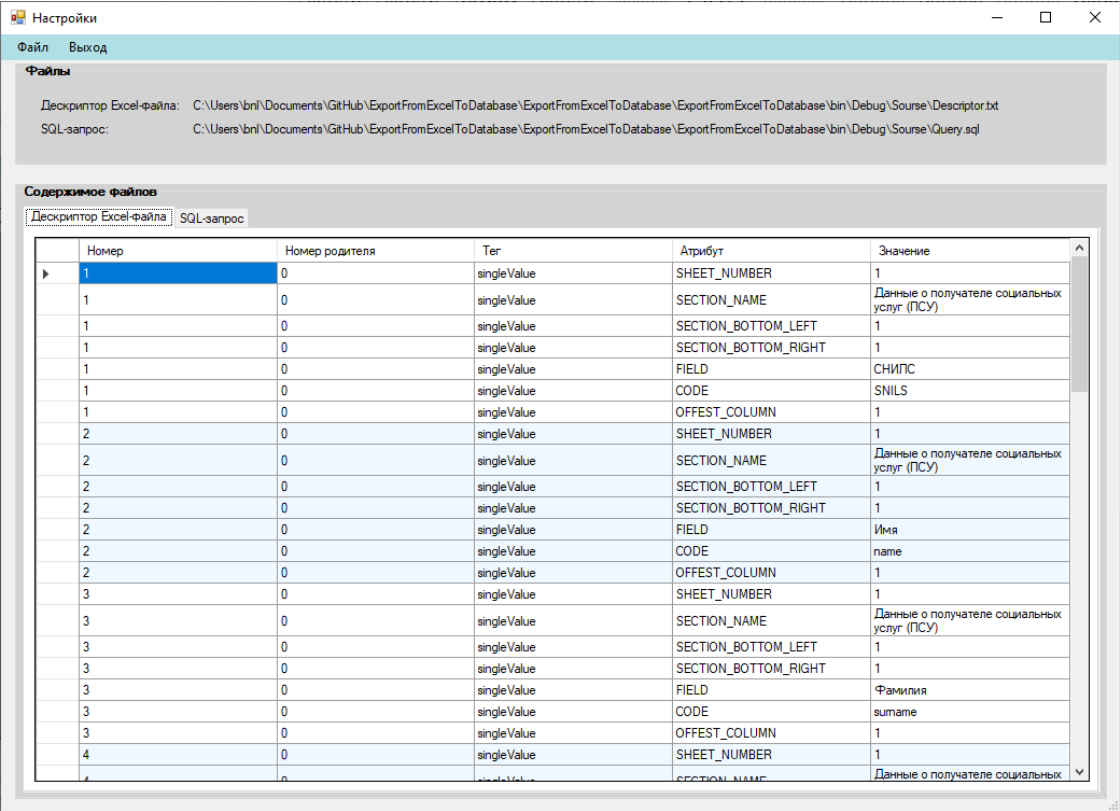 Настройки
Файл Выход
Файлы
Дескриптор Excel-файла: C:\Users\bnl\Documents\GitHub\ExportFromExcelToDatabase\ExportFromExcelToDatabase\ExportFromExcelToDatabase\bin\Debug\Sourse\Descriptor.txt
SQL-запрос: C:\Users\bnl\Documents\GitHub\ExportFromExcelToDatabase\ExportFromExcelToDatabase\ExportFromExcelToDatabase\bin\Debug\Sourse\Query.sql
Содержимое файлов
Дескриптор Excel-файла SQL-запрос
Номер Номер родителя Тег Атрибут Значение
1 0 singleValue SHEET_NUMBER 1
1 0 singleValue SECTION_NAME Данные о получателе социальных
услуг (ПСУ)
1 0 singleValue SECTION_BOTTOM_LEFT 1
1 0 singleValue SECTION_BOTTOM_RIGHT 1
1 0 singleValue FIELD СНИЛС
1 0 singleValue CODE SNILS
1 0 singleValue OFFEST_COLUMN 1
2 0 singleValue SHEET_NUMBER 1
2 0 singleValue SECTION_NAME Данные о получателе социальных
услуг (ПСУ)
2 0 singleValue SECTION_BOTTOM_LEFT 1
2 0 singleValue SECTION_BOTTOM_RIGHT 1
2 0 singleValue FIELD Имя
2 0 singleValue CODE name
2 0 singleValue OFFEST_COLUMN 1
3 0 singleValue SHEET_NUMBER 1
3 0 singleValue SECTION_NAME Данные о получателе социальных
услуг (ПСУ)
3 0 singleValue SECTION_BOTTOM_LEFT 1
3 0 singleValue SECTION_BOTTOM_RIGHT 1
3 0 singleValue FIELD Фамилия
3 0 singleValue CODE surname
3 0 singleValue OFFEST_COLUMN 1
4 0 singleValue SHEET_NUMBER 1
4 0 singleValue SECTION_NAME Данные о получателе социальных